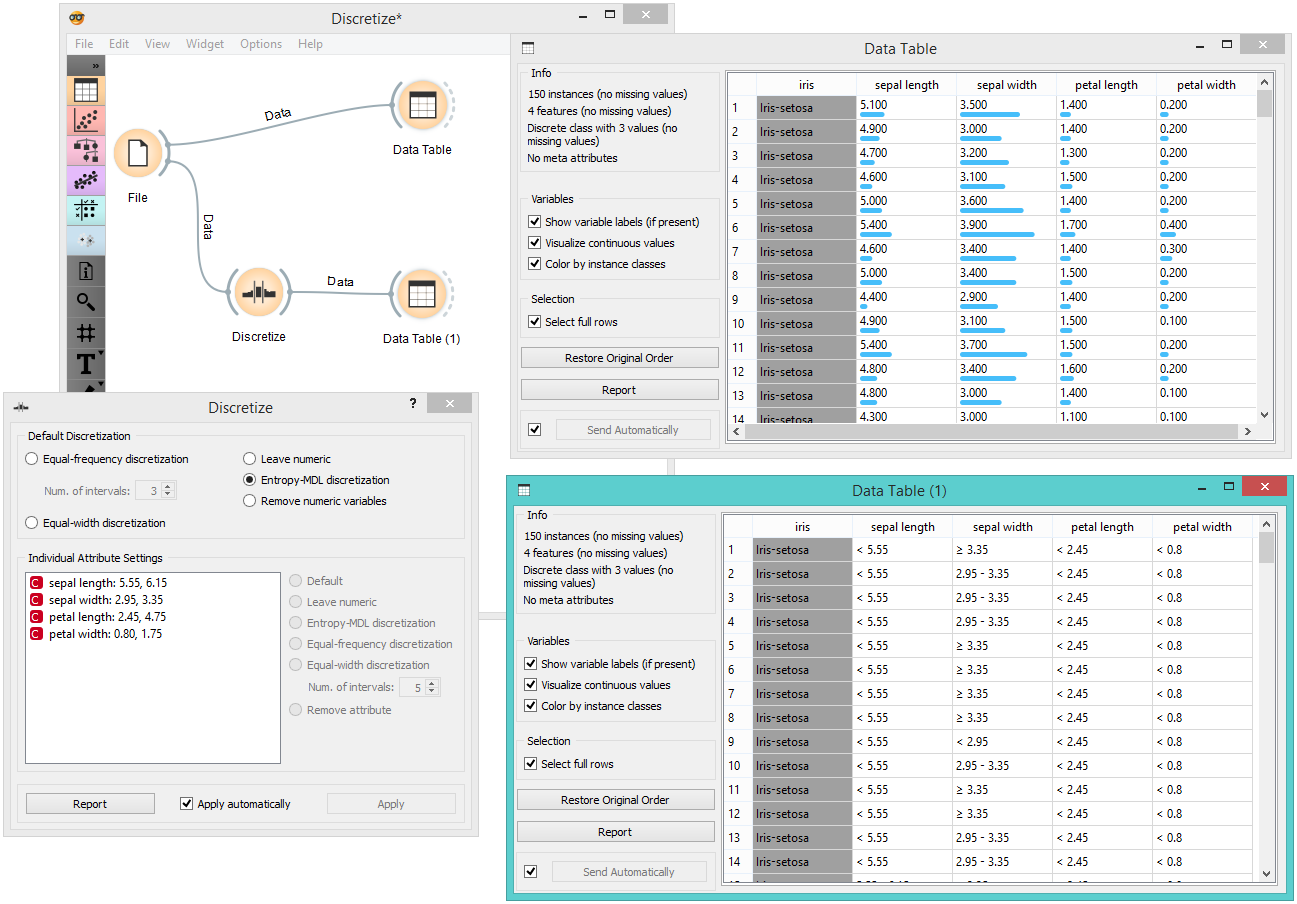 Discretize*
File Edit View Widget Options Help
»
Data
Data Table
File
Data
Data
Discretize
Data Table (1)
T
Data Table
Info
150 instances (no missing values)
4 features (no missing values)
Discrete class with 3 values (no
missing values)
No meta attributes
Variables
Show variable labels (if present)
Visualize continuous values
Color by instance classes
Selection
Select full rows
Restore Original Order
Report
Send Automatically
iris sepal length sepal width petal length petal width
1 Iris-setosa 5.100 3.500 1.400 0.200
2 Iris-setosa 4.900 3.000 1.400 0.200
3 Iris-setosa 4.700 3.200 1.300 0.200
4 Iris-setosa 4.600 3.100 1.500 0.200
5 Iris-setosa 5.000 3.600 1.400 0.200
6 Iris-setosa 5.400 3.900 1.700 0.400
7 Iris-setosa 4.600 3.400 1.400 0.300
8 Iris-setosa 5.000 3.400 1.500 0.200
9 Iris-setosa 4.400 2.900 1.400 0.200
10 Iris-setosa 4.900 3.100 1.500 0.100
11 Iris-setosa 5.400 3.700 1.500 0.200
12 Iris-setosa 4.800 3.400 1.600 0.200
13 Iris-setosa 4.800 3.000 1.400 0.100
14 Iris-setosa 4.300 3.000 1.100 0.100
Discretize
?
Default Discretization
Equal-frequency discretization
Num. of intervals: 3
Equal-width discretization
Leave numeric
Entropy-MDL discretization
Remove numeric variables
Individual Attribute Settings
C sepal length: 5.55, 6.15
C sepal width: 2.95, 3.35
C petal length: 2.45, 4.75
C petal width: 0.80, 1.75
Default
Leave numeric
Entropy-MDL discretization
Equal-frequency discretization
Equal-width discretization
Num. of intervals: 5
Remove attribute
Report
Apply automatically
Apply
Data Table (1)
Info
150 instances (no missing values)
4 features (no missing values)
Discrete class with 3 values (no
missing values)
No meta attributes
Variables
Show variable labels (if present)
Visualize continuous values
Color by instance classes
Selection
Select full rows
Restore Original Order
Report
Send Automatically
iris sepal length sepal width petal length petal width
1 Iris-setosa < 5.55 ≥ 3.35 < 2.45 < 0.8
2 Iris-setosa < 5.55 2.95 - 3.35 < 2.45 < 0.8
3 Iris-setosa < 5.55 2.95 - 3.35 < 2.45 < 0.8
4 Iris-setosa < 5.55 2.95 - 3.35 < 2.45 < 0.8
5 Iris-setosa < 5.55 ≥ 3.35 < 2.45 < 0.8
6 Iris-setosa < 5.55 ≥ 3.35 < 2.45 < 0.8
7 Iris-setosa < 5.55 ≥ 3.35 < 2.45 < 0.8
8 Iris-setosa < 5.55 ≥ 3.35 < 2.45 < 0.8
9 Iris-setosa < 5.55 < 2.95 < 2.45 < 0.8
10 Iris-setosa < 5.55 2.95 - 3.35 < 2.45 < 0.8
11 Iris-setosa < 5.55 ≥ 3.35 < 2.45 < 0.8
12 Iris-setosa < 5.55 ≥ 3.35 < 2.45 < 0.8
13 Iris-setosa < 5.55 2.95 - 3.35 < 2.45 < 0.8
14 Iris-setosa < 5.55 2.95 - 3.35 < 2.45 < 0.8